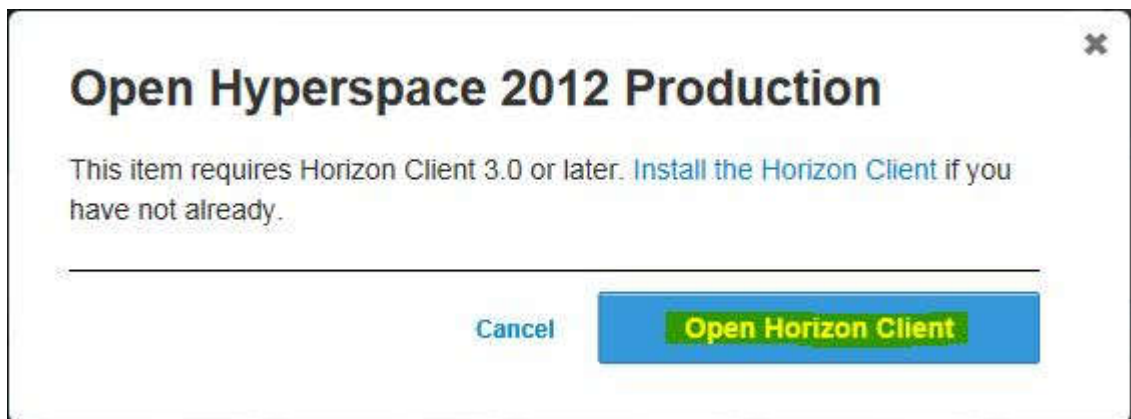 Open Hyperspace 2012 Production
This item requires Horizon Client 3.0 or later. Install the Horizon Client if you
have not already.
Cancel
Open Horizon Client